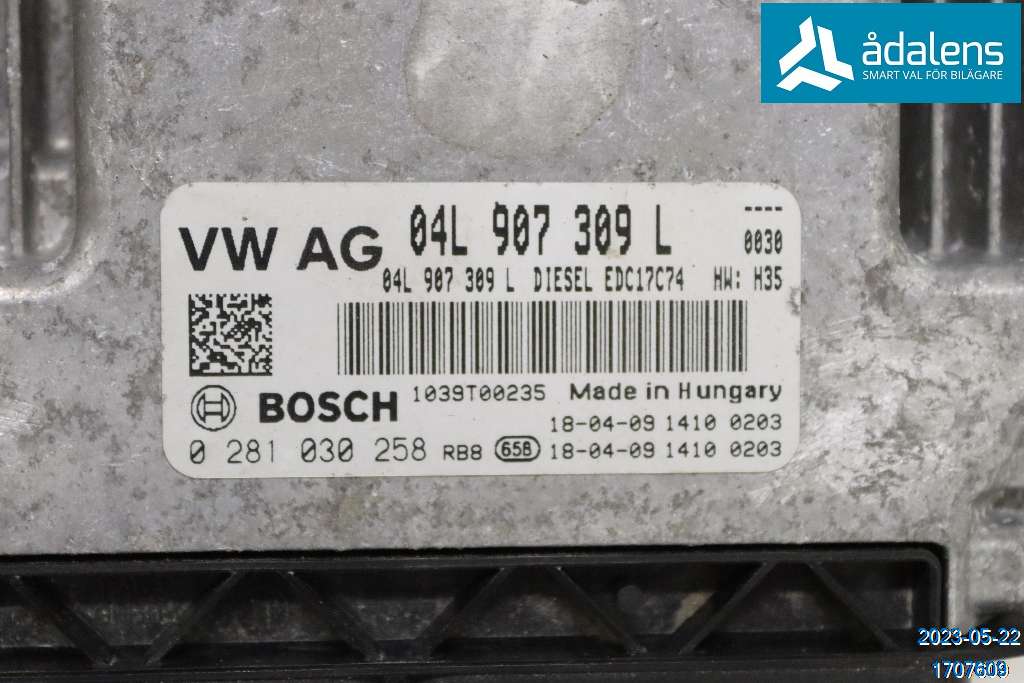 ådalens
SMART VAL FÖR BILÄGARE
VW AG 04L 907 309 L ----
0030
04L 907 309 L DIESEL EDC17C74 HW: H35
BOSCH 1039T00235 Made in Hungary
18-04-09 1410 0203
0 281 030 258 RB8 658 18-04-09 1410 0203
2023-05-22
1707609